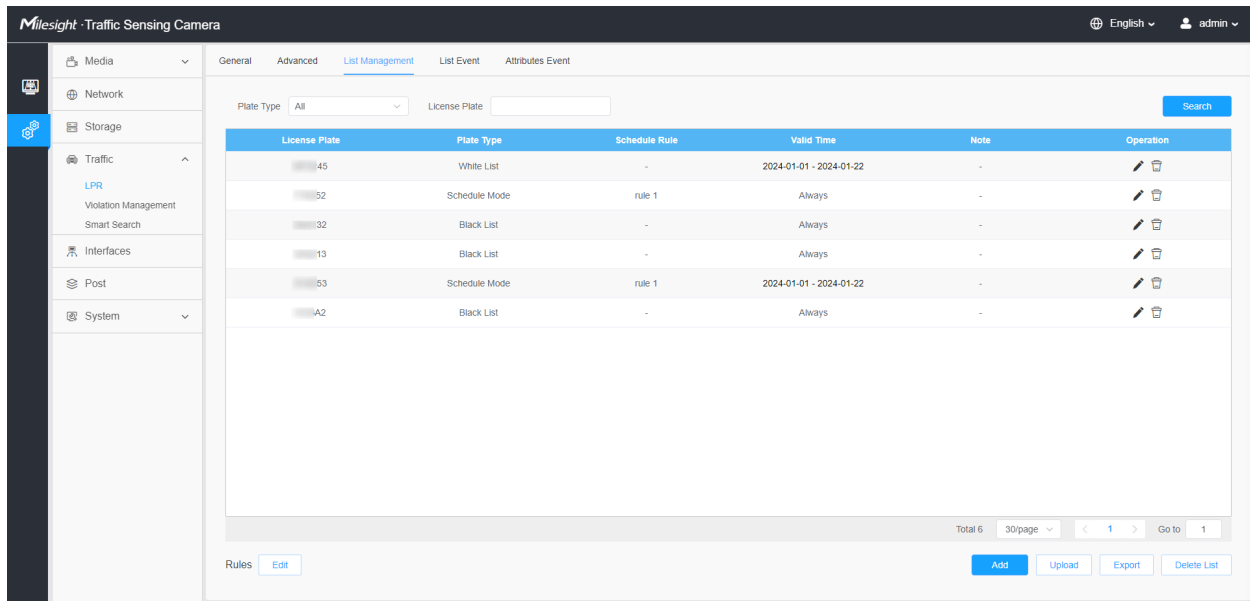 Milesight · Traffic Sensing Camera
English
admin
Media
Network
Storage
Traffic
LPR
Violation Management
Smart Search
Interfaces
Post
System
General Advanced List Management List Event Attributes Event
Plate Type All License Plate Search
License Plate Plate Type Schedule Rule Valid Time Note Operation
45 White List - 2024-01-01 - 2024-01-22 -
52 Schedule Mode rule 1 Always -
32 Black List - Always -
13 Black List - Always -
53 Schedule Mode rule 1 2024-01-01 - 2024-01-22 -
A2 Black List - Always -
Total 6 30/page < 1 > Go to 1
Rules Edit Add Upload Export Delete List